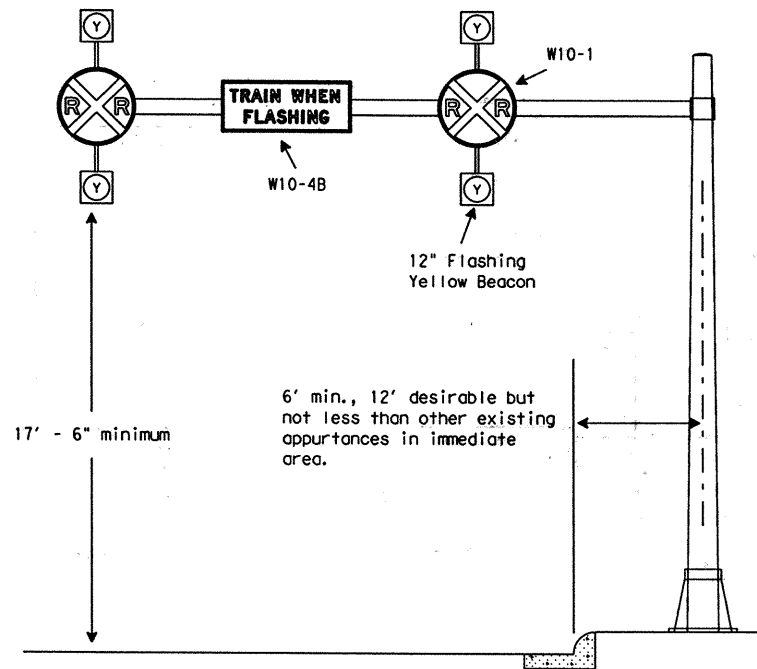 Y
Y
W10-1
R R
TRAIN WHEN
FLASHING
R R
Y
Y
W10-4B
12" Flashing
Yellow Beacon
6' min., 12' desirable but
not less than other existing
appurtances in immediate
area.
17' - 6" minimum